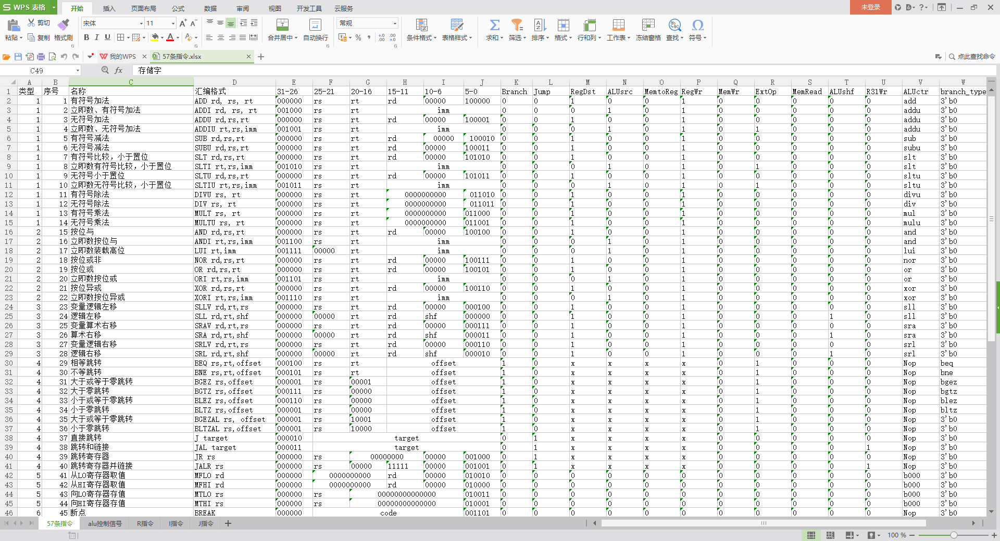 WPS 表格 开始 插入 页面布局 公式 数据 审阅 视图 开发工具 云服务 未登录
剪切 宋体 11 常规
粘贴 复制 格式刷 B I U 合并居中 自动换行 % 条件格式 表格样式 求和 筛选 排序 格式 行和列 工作表 冻结窗格 查找 符号
我的WPS 57条指令.xlsx 点此查找命令
C49 fx 存储字
A B C D E F G H I J K L M N O P Q R S T U V W
1 类型 序号 名称 汇编格式 31-26 25-21 20-16 15-11 10-6 5-0 Branch Jump RegDst ALUsrc MemtoReg RegWr MemWr ExtOp MemRead ALUshf R31Wr ALUctr branch_type
2 1 1 有符号加法 ADD rd, rs, rt 000000 rs rt rd 00000 100000 0 0 1 0 0 1 0 0 0 0 0 add 3'b0
3 1 2 立即数、有符号加法 ADDI rd, rs, rt 001000 rs rt imm 0 0 0 1 0 1 0 0 0 0 0 addu 3'b0
4 1 3 无符号加法 ADDU rd,rs,rt 000000 rs rt rd 00000 100001 0 0 1 0 0 1 0 0 0 0 0 addu 3'b0
5 1 4 立即数、无符号加法 ADDIU rt,rs,imm 001001 rs rt imm 0 0 0 1 0 1 0 1 0 0 0 addu 3'b0
6 1 5 有符号减法 SUB rd,rs,rt 000000 rs rt rd 00000 100010 0 0 1 0 0 1 0 0 0 0 0 sub 3'b0
7 1 6 无符号减法 SUBU rd,rs,rt 000000 rs rt rd 00000 100011 0 0 1 0 0 1 0 0 0 0 0 subu 3'b0
8 1 7 有符号比较，小于置位 SLT rd,rs,rt 000000 rs rt rd 00000 101010 0 0 1 0 0 1 0 0 0 0 0 slt 3'b0
9 1 8 立即数有符号比较，小于置位 SLTI rt,rs,imm 001010 rs rt imm 0 0 0 1 0 1 0 1 0 0 0 slt 3'b0
10 1 9 无符号小于置位 SLTU rd,rs,rt 000000 rs rt rd 00000 101011 0 0 1 0 0 1 0 0 0 0 0 sltu 3'b0
11 1 10 立即数无符号比较，小于置位 SLTIU rt,rs,imm 001011 rs rt imm 0 0 0 1 0 1 0 1 0 0 0 sltu 3'b0
12 1 11 有符号除法 DIVU rs, rt 000000 rs rt 0000000000 011010 0 0 1 0 0 1 0 0 0 0 0 divu 3'b0
13 1 12 无符号除法 DIV rs, rt 000000 rs rt 0000000000 011011 0 0 1 0 0 1 0 0 0 0 0 div 3'b0
14 1 13 有符号乘法 MULT rs, rt 000000 rs rt 0000000000 011000 0 0 1 0 0 1 0 0 0 0 0 mul 3'b0
15 1 14 无符号乘法 MULTU rs, rt 000000 rs rt 0000000000 011001 0 0 1 0 0 1 0 0 0 0 0 mulu 3'b0
16 2 15 按位与 AND rd,rs,rt 000000 rs rt rd 00000 100100 0 0 1 0 0 1 0 0 0 0 0 and 3'b0
17 2 16 立即数按位与 ANDI rt,rs,imm 001100 rs rt imm 0 0 0 1 0 1 0 0 0 0 0 and 3'b0
18 2 17 立即数装载高位 LUI rt,imm 001111 00000 rt imm 0 0 0 1 0 1 0 0 0 0 0 lui 3'b0
19 2 18 按位或非 NOR rd,rs,rt 000000 rs rt rd 00000 100111 0 0 1 0 0 1 0 0 0 0 0 nor 3'b0
20 2 19 按位或 OR rd,rs,rt 000000 rs rt rd 00000 100101 0 0 1 0 0 1 0 0 0 0 0 or 3'b0
21 2 20 立即数按位或 ORI rt,rs,imm 001101 rs rt imm 0 0 0 1 0 1 0 0 0 0 0 or 3'b0
22 2 21 按位异或 XOR rd,rs,rt 000000 rs rt rd 00000 100110 0 0 1 0 0 1 0 0 0 0 0 xor 3'b0
23 2 22 立即数按位异或 XORI rt,rs,imm 001110 rs rt imm 0 0 0 1 0 1 0 0 0 0 0 xor 3'b0
24 3 23 变量逻辑左移 SLLV rd,rt,rs 000000 rs rt rd 00000 000100 0 0 1 0 0 1 0 0 0 0 0 sll 3'b0
25 3 24 逻辑左移 SLL rd,rt,shf 000000 00000 rt rd shf 000000 0 0 1 0 0 1 0 0 0 1 0 sll 3'b0
26 3 25 变量算术右移 SRAV rd,rt,rs 000000 rs rt rd 00000 000111 0 0 1 0 0 1 0 0 0 0 0 sra 3'b0
27 3 26 算术右移 SRA rd,rt,shf 000000 00000 rt rd shf 000011 0 0 1 0 0 1 0 0 0 1 0 sra 3'b0
28 3 27 变量逻辑右移 SRLV rd,rt,rs 000000 rs rt rd 00000 000110 0 0 1 0 0 1 0 0 0 0 0 srl 3'b0
29 3 28 逻辑右移 SRL rd,rt,shf 000000 00000 rt rd shf 000010 0 0 1 0 0 1 0 0 0 1 0 srl 3'b0
30 4 29 相等跳转 BEQ rs,rt,offset 000100 rs rt offset 1 0 x x x x 0 1 0 0 0 Nop beq
31 4 30 不等跳转 BNE rs,rt,offset 000101 rs rt offset 1 0 x x x x 0 1 0 0 0 Nop bne
32 4 31 大于或等于零跳转 BGEZ rs,offset 000001 rs 00001 offset 1 0 x x x x 0 1 0 0 0 Nop bgez
33 4 32 大于零跳转 BGTZ rs,offset 000111 rs 00000 offset 1 0 x x x x 0 1 0 0 0 Nop bgtz
34 4 33 小于或等于零跳转 BLEZ rs,offset 000110 rs 00000 offset 1 0 x x x x 0 1 0 0 0 Nop blez
35 4 34 小于零跳转 BLTZ rs,offset 000001 rs 00000 offset 1 0 x x x x 0 1 0 0 0 Nop bltz
36 4 35 大于或等于零跳转 BGEZAL rs, offset 000001 rs 10001 offset 1 0 x x x x 0 1 0 0 0 Nop 3'b0
37 4 36 小于零跳转 BLTZAL rs,offset 000001 rs 10000 offset 1 0 x x x x 0 1 0 0 0 Nop 3'b0
38 4 37 直接跳转 J target 000010 target 0 1 x x x x 0 0 0 0 0 Nop 3'b0
39 4 38 跳转和链接 JAL target 000011 target 0 1 x x x x 0 0 0 0 1 Nop 3'b0
40 4 39 跳转寄存器 JR rs 000000 rs 00000000 00000 001000 0 1 x x x x 0 0 0 0 0 Nop 3'b0
41 4 40 跳转寄存器并链接 JALR rs 000000 rs 00000 11111 00000 001001 0 1 x x x x 0 0 0 0 1 Nop 3'b0
42 5 41 从LO寄存器取值 MFLO rd 000000 0000000000 rd 00000 010010 0 0 0 0 0 0 0 0 0 0 0 b000 3'b0
43 5 42 从HI寄存器取值 MFHI rd 000000 0000000000 rd 00000 010000 0 0 0 0 0 0 0 0 0 0 0 b000 3'b0
44 5 43 向LO寄存器存值 MTLO rs 000000 rs 00000000000000 010011 0 0 0 0 0 0 0 0 0 0 0 b000 3'b0
45 5 44 向HI寄存器存值 MTHI rs 000000 rs 00000000000000 010001 0 0 0 0 0 0 0 0 0 0 0 b000 3'b0
46 6 45 断点 BREAK 000000 code 001101 0 0 0 0 0 0 0 0 0 0 0 Nop 3'b0
57条指令 alu控制信号 R指令 I指令 J指令
100 %